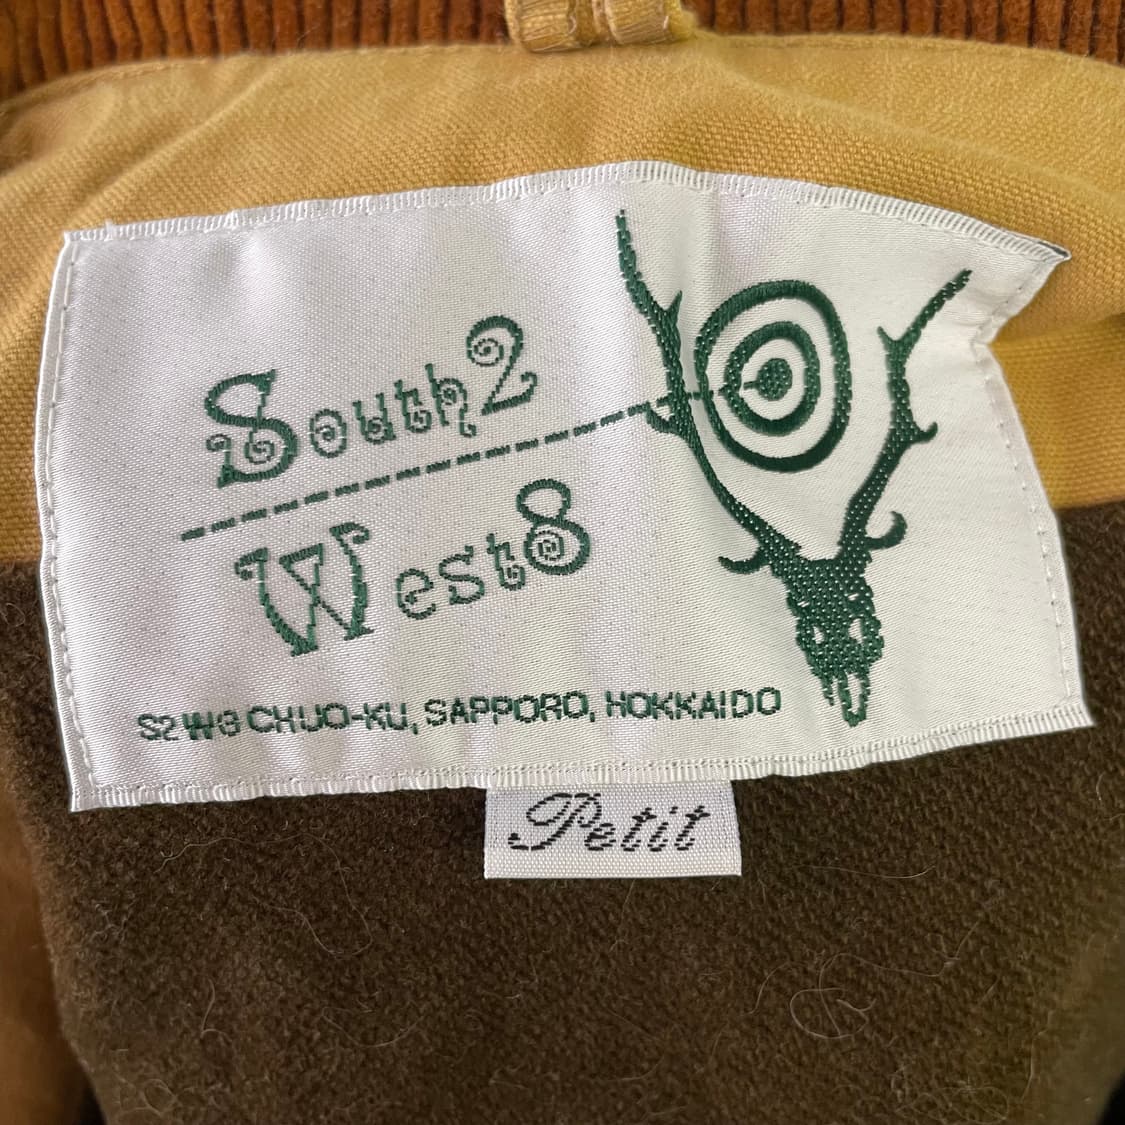 South2
West8
S2 W8 CHUO-KU, SAPPORO, HOKKAIDO
Petit